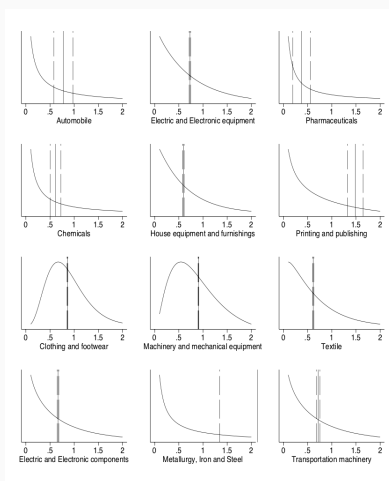 0 .5 1 1.5 2
Automobile
0 .5 1 1.5 2
Electric and Electronic equipment
0 .5 1 1.5 2
Pharmaceuticals
0 .5 1 1.5 2
Chemicals
0 .5 1 1.5 2
House equipment and furnishings
0 .5 1 1.5 2
Printing and publishing
0 .5 1 1.5 2
Clothing and footwear
0 .5 1 1.5 2
Machinery and mechanical equipment
0 .5 1 1.5 2
Textile
0 .5 1 1.5 2
Electric and Electronic components
0 .5 1 1.5 2
Metallurgy, Iron and Steel
0 .5 1 1.5 2
Transportation machinery